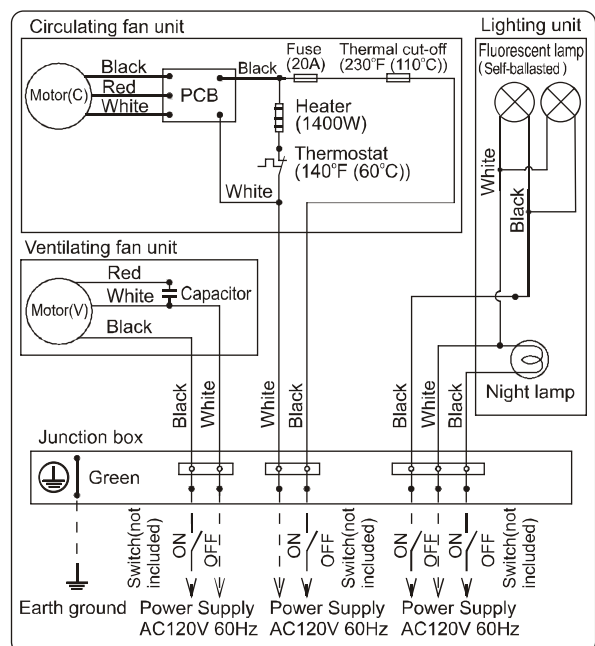 Circulating fan unit
Lighting unit
Fuse
(20A)
Thermal cut-off
(230°F (110°C))
Fluorescent lamp
(Self-ballasted)
Black
Red
White
Motor(C)
PCB
Black
Heater
(1400W)
Thermostat
(140°F (60°C))
White
White
Black
Ventilating fan unit
Red
White
Capacitor
Motor(V)
Black
Night lamp
Black
White
White
Black
Black
White
Black
Junction box
Green
Switch(not
included)
ON
OFF
ON
OFF
Switch(not
included)
ON
OFF
ON
OFF
Switch(not
included)
Earth ground
Power Supply
AC120V 60Hz
Power Supply
AC120V 60Hz
Power Supply
AC120V 60Hz